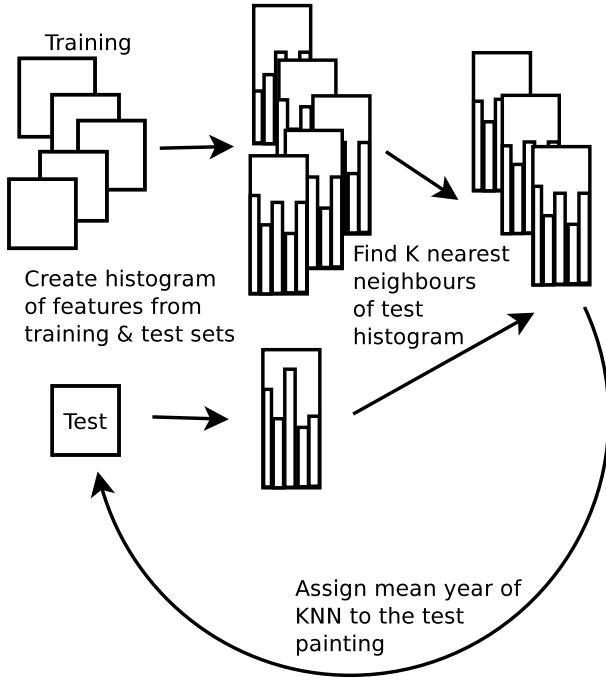 Training
Create histogram
of features from
training & test sets
Find K nearest
neighbours
of test
histogram
Test
Assign mean year of
KNN to the test
painting